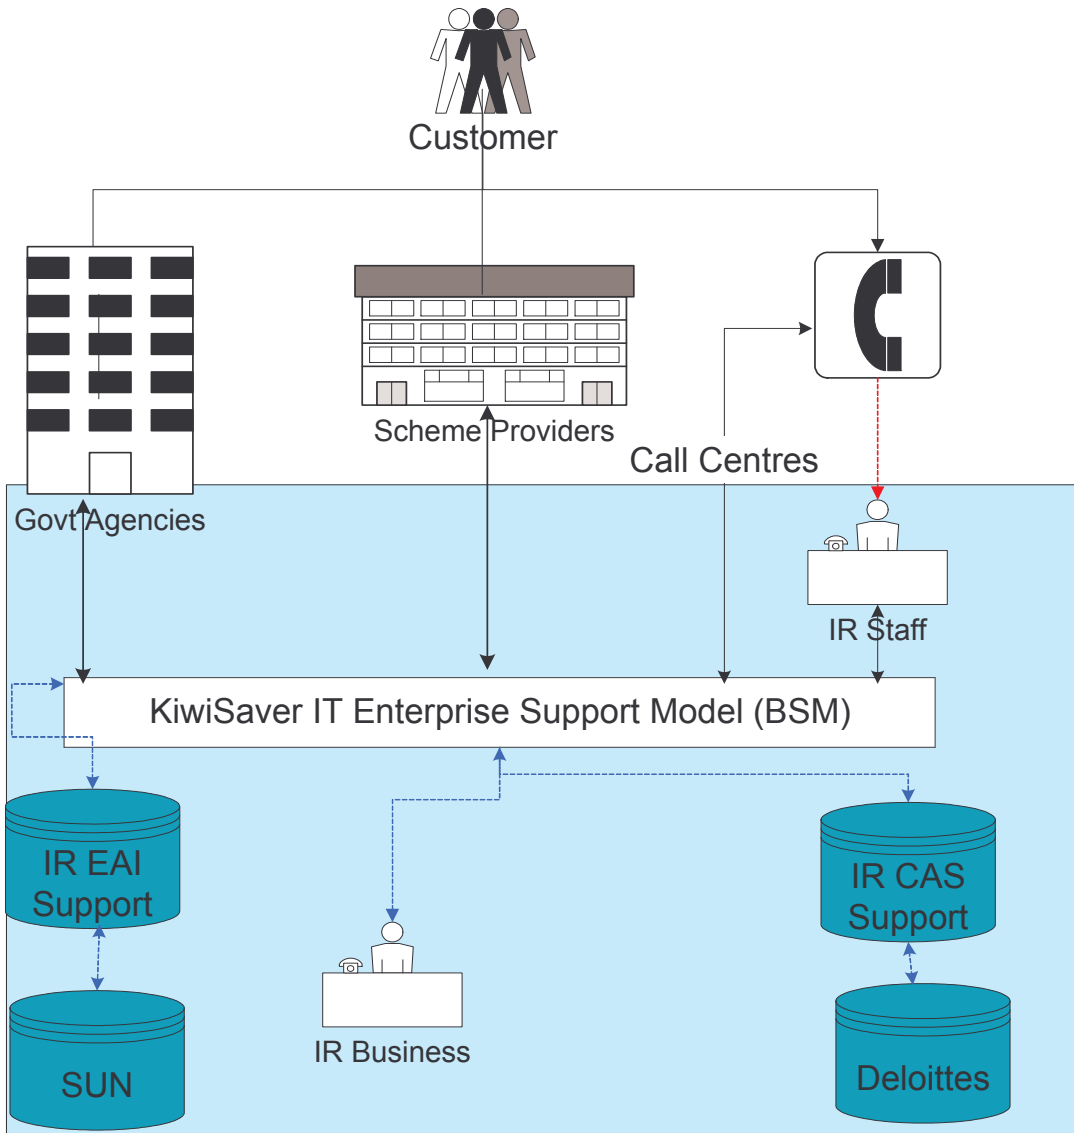 Customer
Scheme Providers
Call Centres
Govt Agencies
IR Staff
KiwiSaver IT Enterprise Support Model (BSM)
IR EAI
Support
IR CAS
Support
IR Business
SUN
Deloittes